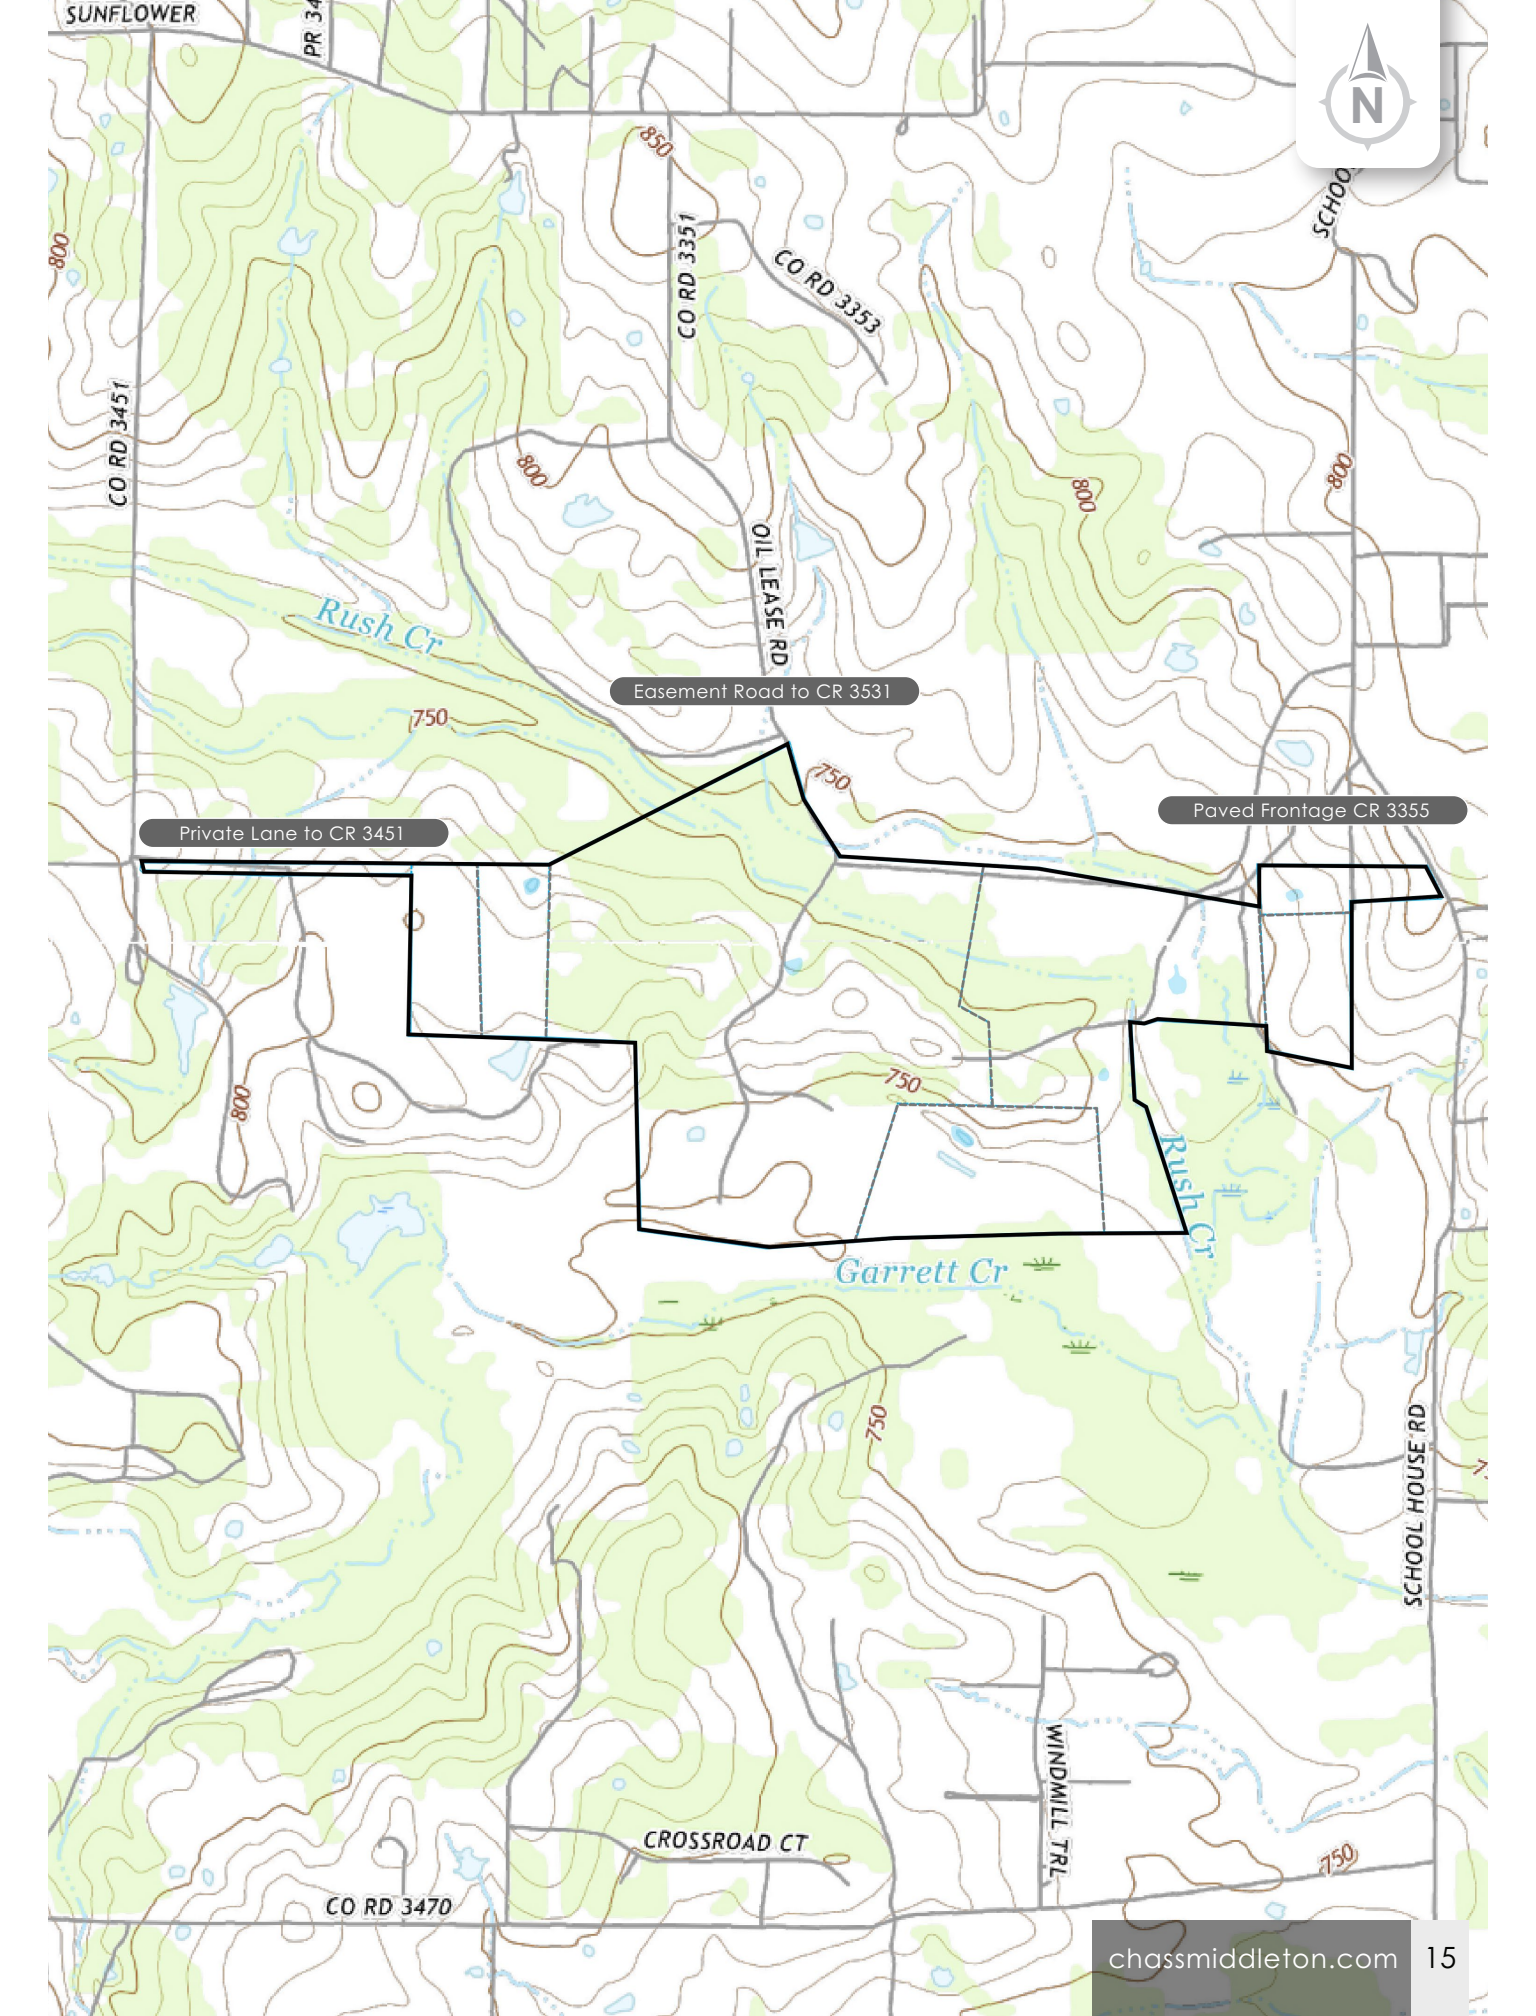 SUNFLOWER
PR 34
N
850
SCHOO
800
CO RD 3351
CO RD 3353
CO RD 3451
800
800
800
OIL LEASE RD
Rush Cr
Easement Road to CR 3531
750
750
Paved Frontage CR 3355
Private Lane to CR 3451
750
800
Rush Cr
Garrett Cr
750
SCHOOL HOUSE RD
WINDMILL TRL
CROSSROAD CT
750
CO RD 3470
chassmiddleton.com 15